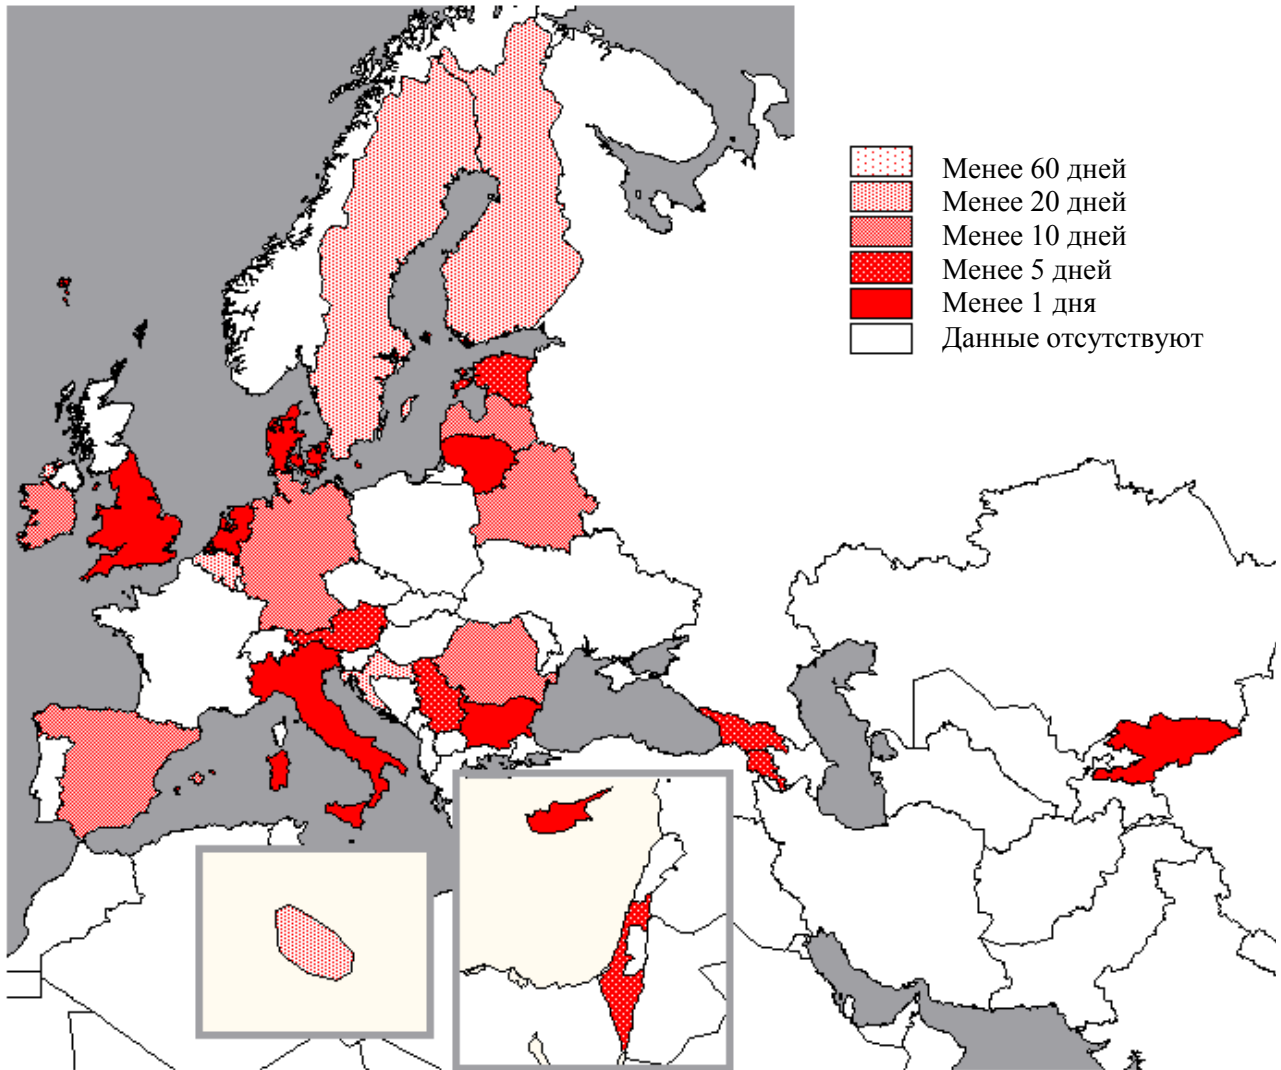 Менее 60 дней
Менее 20 дней
Менее 10 дней
Менее 5 дней
Менее 1 дня
Данные отсутствуют